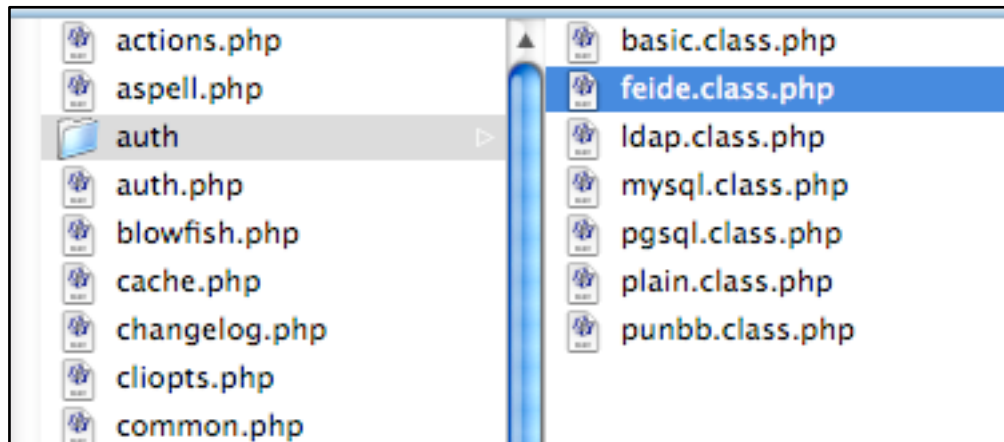 actions.php
aspell.php
auth
auth.php
blowfish.php
cache.php
changelog.php
cliopts.php
common.php
basic.class.php
feide.class.php
ldap.class.php
mysql.class.php
pgsql.class.php
plain.class.php
punbb.class.php